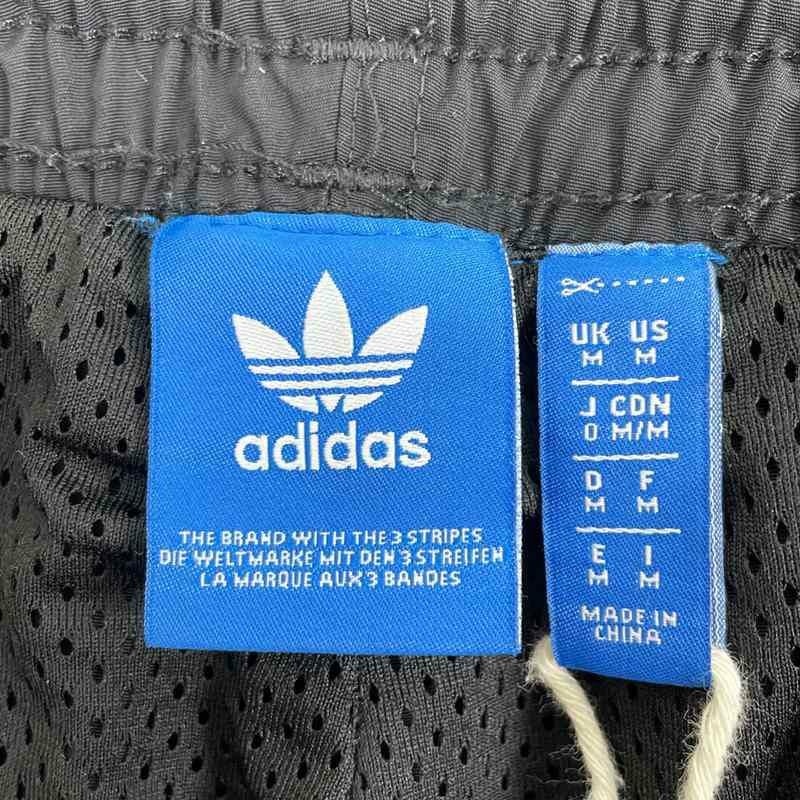 adidas
THE BRAND WITH THE 3 STRIPES
DIE WELTMARKE MIT DEN 3 STREIFEN
LA MARQUE AUX 3 BANDES
UK US
M M
J CDN
O M/M
D F
M M
E I
M M
MADE IN
CHINA